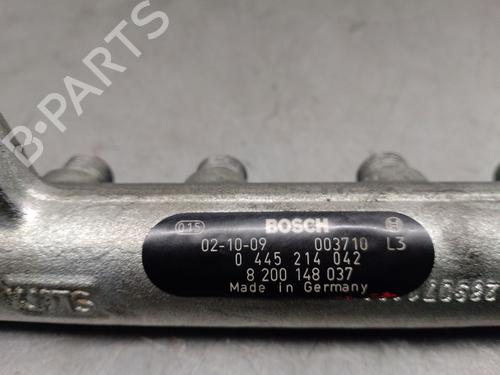 B-PARTS
015 BOSCH
02-10-09 003710 L3
0 445 214 042
8 200 148 037
Made in Germany